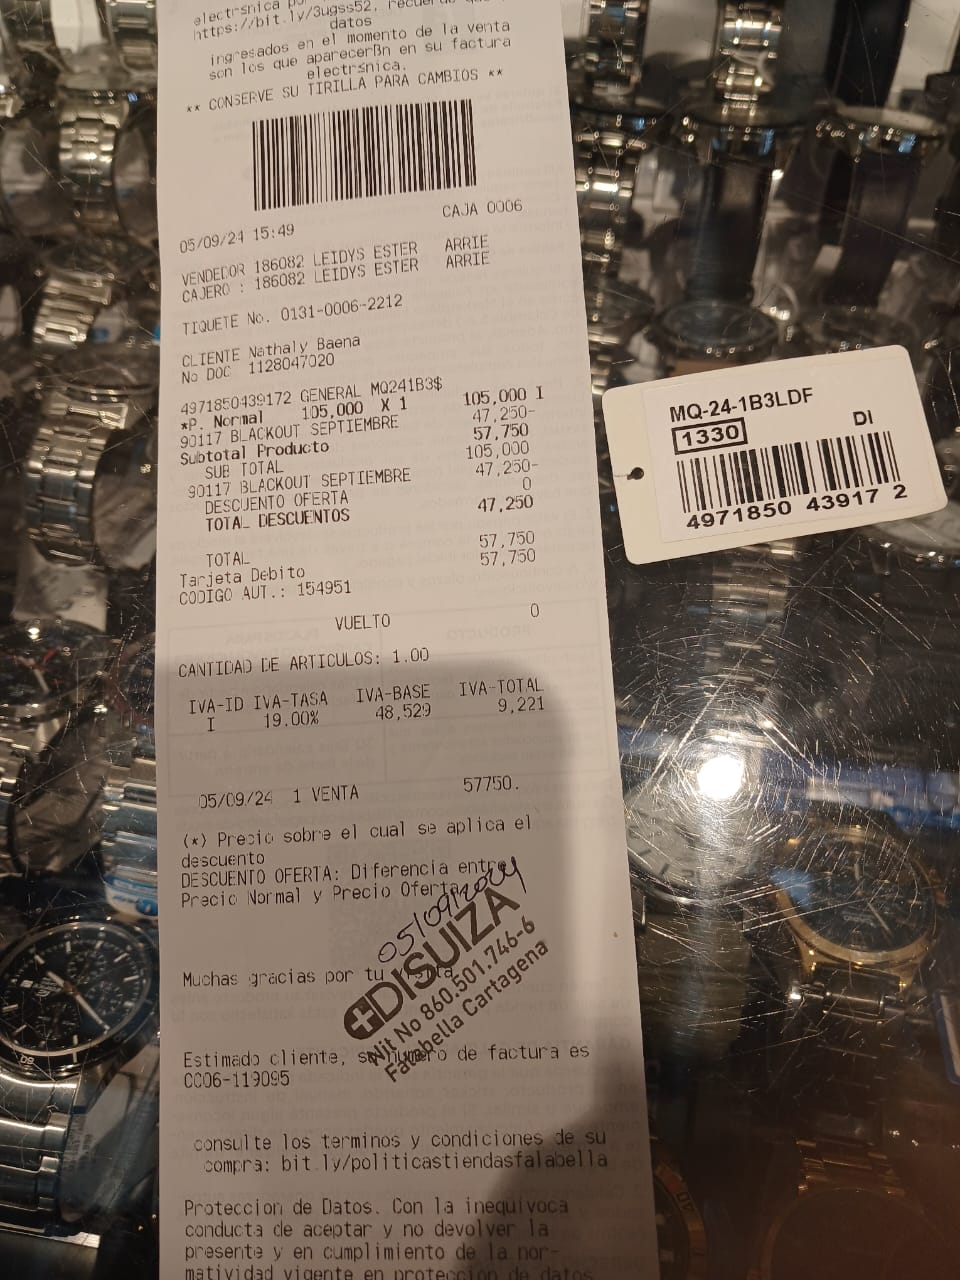 electrsnica
https://bit.ly/3ugss52,
datos
ingresados en el momento de la venta
son los que aparecerßn en su factura
electrsnica.
** CONSERVE SU TIRILLA PARA CAMBIOS **
05/09/24 15:49 CAJA 0006
VENDEDOR 186082 LEIDYS ESTER ARRIE
CAJERO : 186082 LEIDYS ESTER ARRIE
TIQUETE No. 0131-0006-2212
CLIENTE Nathaly Baena
No DOC 1128047020
4971850439172 GENERAL MQ241B3$
*P. Normal 105,000 X 1 105,000 I
90117 BLACKOUT SEPTIEMBRE 47,250-
Subtotal Producto 57,750
SUB TOTAL 105,000
90117 BLACKOUT SEPTIEMBRE 47,250-
DESCUENTO OFERTA 0
TOTAL DESCUENTOS 47,250
TOTAL 57,750
Tarjeta Debito 57,750
CODIGO AUT.: 154951
VUELTO 0
CANTIDAD DE ARTICULOS: 1.00
IVA-ID IVA-TASA IVA-BASE IVA-TOTAL
I 19.00% 48,529 9,221
05/09/24 1 VENTA 57750.
(*) Precio sobre el cual se aplica el
descuento
DESCUENTO OFERTA: Diferencia entre
Precio Normal y Precio Oferta
05/09/2024
Muchas gracias por tu visita
DISUIZA
Nit No 860.501.746-6
Falabella Cartagena
Estimado cliente, su numero de factura es
CC06-119095
consulte los terminos y condiciones de su
compra: bit.ly/politicastiendasfalabella
Proteccion de Datos. Con la inequivoca
conducta de aceptar y no devolver la
presente y en cumplimiento de la nor-
matividad vigente en proteccion de datos
MQ-24-1B3LDF
1330 DI
4971850 43917 2